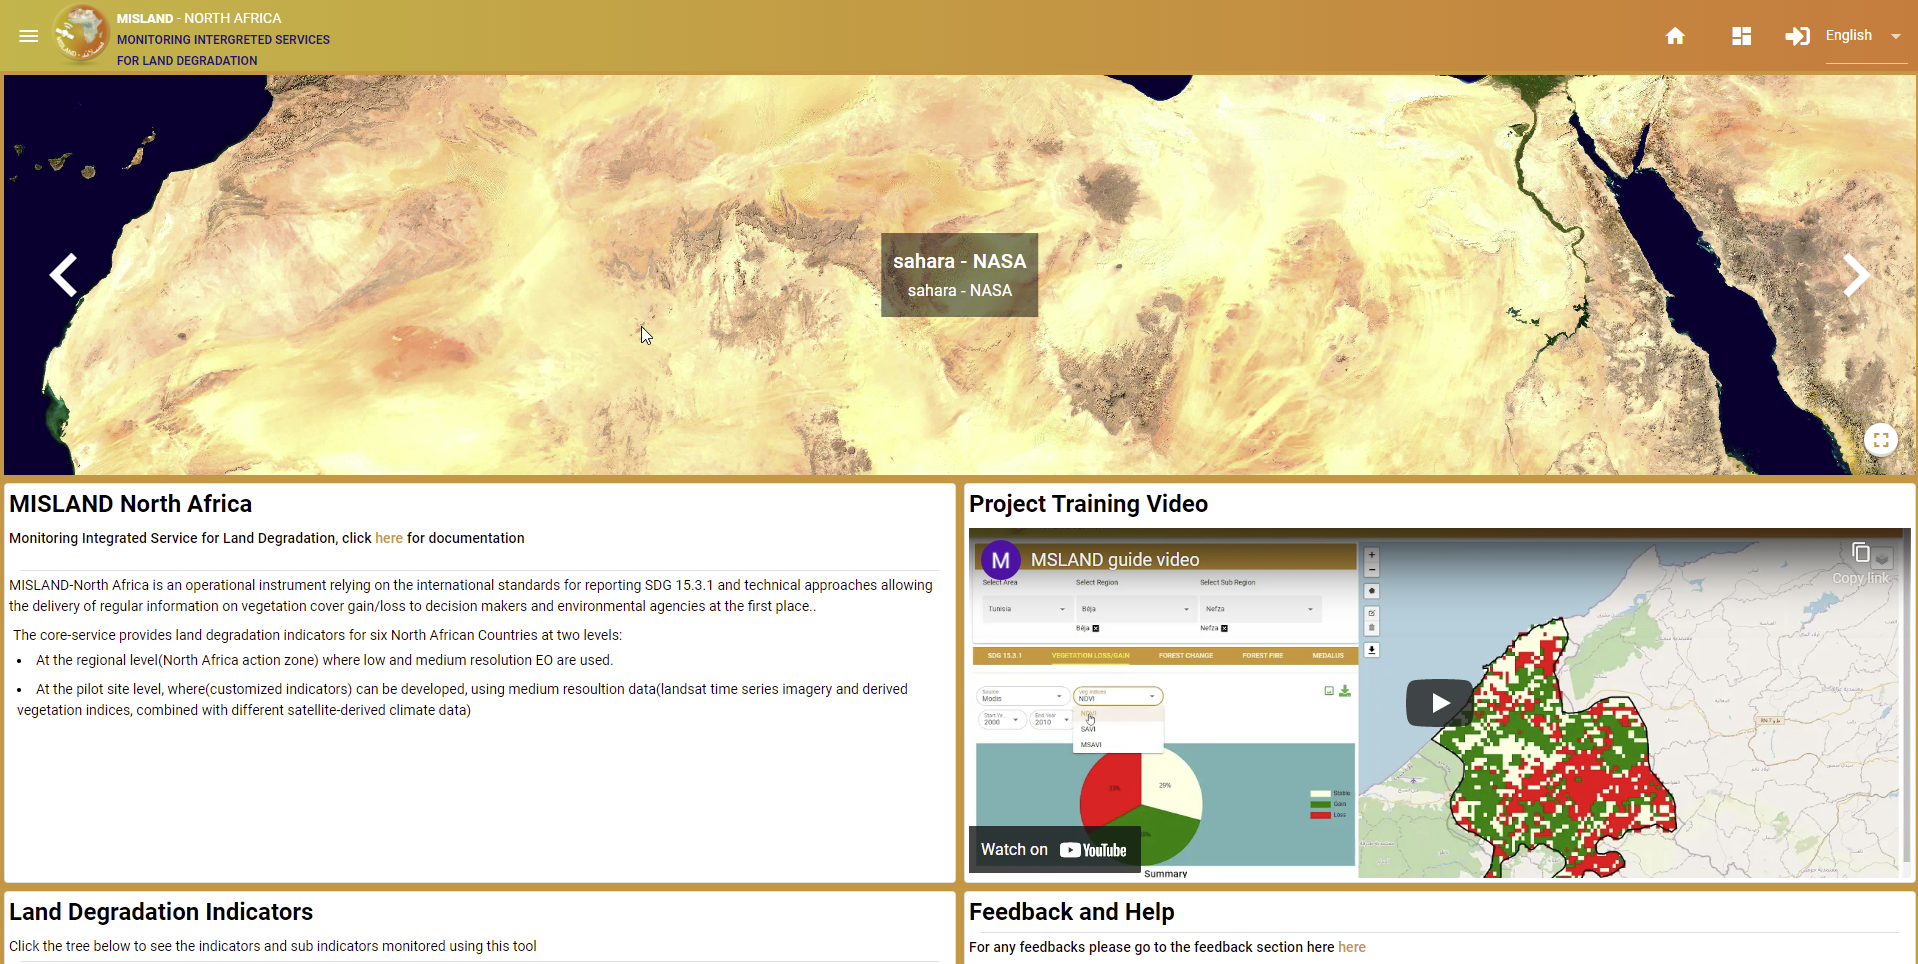 MISLAND - NORTH AFRICA
MONITORING INTERGRETED SERVICES
FOR LAND DEGRADATION
English
sahara - NASA
sahara - NASA
MISLAND North Africa
Monitoring Integrated Service for Land Degradation, click here for documentation
MISLAND-North Africa is an operational instrument relying on the international standards for reporting SDG 15.3.1 and technical approaches allowing
the delivery of regular information on vegetation cover gain/loss to decision makers and environmental agencies at the first place..
The core-service provides land degradation indicators for six North African Countries at two levels:
• At the regional level(North Africa action zone) where low and medium resolution EO are used.
• At the pilot site level, where(customized indicators) can be developed, using medium resoultion data(landsat time series imagery and derived
vegetation indices, combined with different satellite-derived climate data)
Project Training Video
M
MSLAND guide video
Copy link
Select Area Select Region Select Sub Region
Tunisia Béja Nefza
Béja Nefza
SDG 15.3.1 VEGETATION LOSS/GAIN FOREST CHANGE FOREST FIRE MEDALUS
Source
Modis
Veg Indices
NDVI
Start Ye...
2000
End Year
2010
NDVI
SAVI
MSAVI
29%
Stable
Gain
Loss
Watch on YouTube
Summary
Land Degradation Indicators
Click the tree below to see the indicators and sub indicators monitored using this tool
Feedback and Help
For any feedbacks please go to the feedback section here here